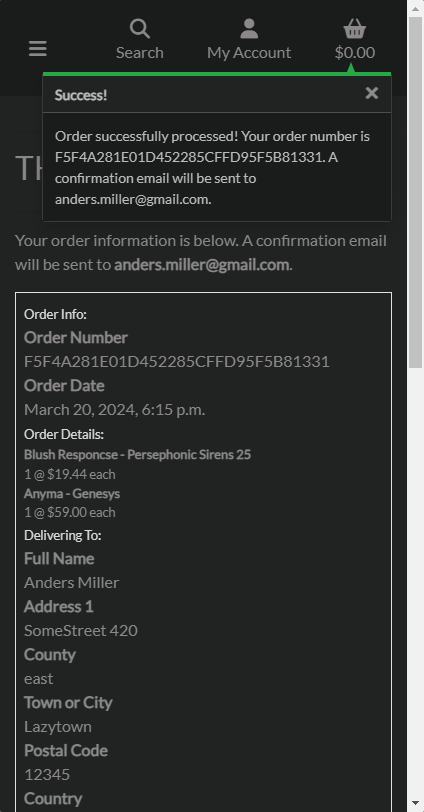 Search
My Account
$0.00
Success!
Order successfully processed! Your order number is
F5F4A281E01D452285CFFD95F5B81331. A
confirmation email will be sent to
anders.miller@gmail.com.
Your order information is below. A confirmation email
will be sent to anders.miller@gmail.com.
Order Info:
Order Number
F5F4A281E01D452285CFFD95F5B81331
Order Date
March 20, 2024, 6:15 p.m.
Order Details:
Blush Responcse - Persephonic Sirens 25
1 @ $19.44 each
Anyma - Genesys
1 @ $59.00 each
Delivering To:
Full Name
Anders Miller
Address 1
SomeStreet 420
County
east
Town or City
Lazytown
Postal Code
12345
Country